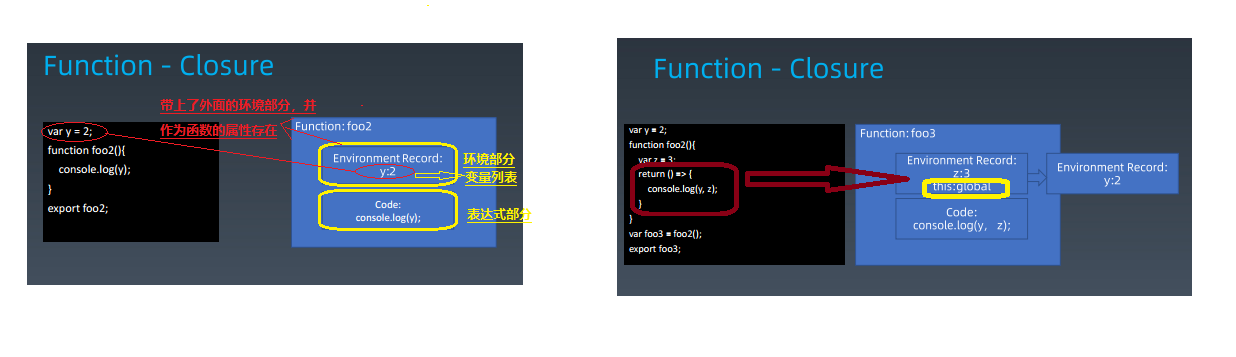 Function - Closure
带上了外面的环境部分，并
作为函数的属性存在
var y = 2;
function foo2(){
console.log(y);
}
export foo2;
Function: foo2
Environment Record:
y:2
环境部分
变量列表
Code:
console.log(y);
表达式部分
Function - Closure
var y = 2;
function foo2(){
var z = 3;
return () => {
console.log(y, z);
}
}
var foo3 = foo2();
export foo3;
Function: foo3
Environment Record:
z:3
this:global
Environment Record:
y:2
Code:
console.log(y, z);